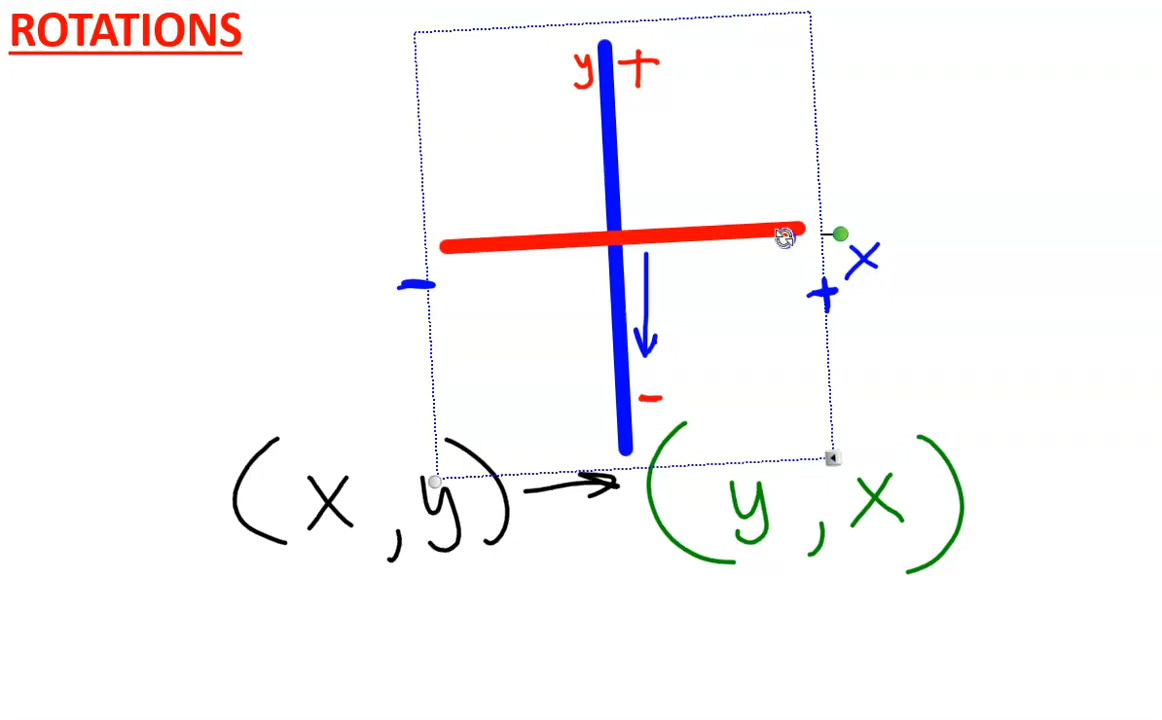 ROTATIONS
y +
x
- +
-
(x, y) → (y, x)